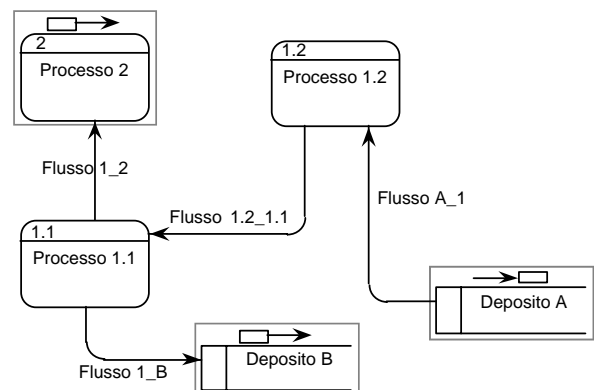 2
Processo 2
1.2
Processo 1.2
Flusso 1_2
Flusso A_1
Flusso 1.2_1.1
1.1
Processo 1.1
Deposito A
Deposito B
Flusso 1_B